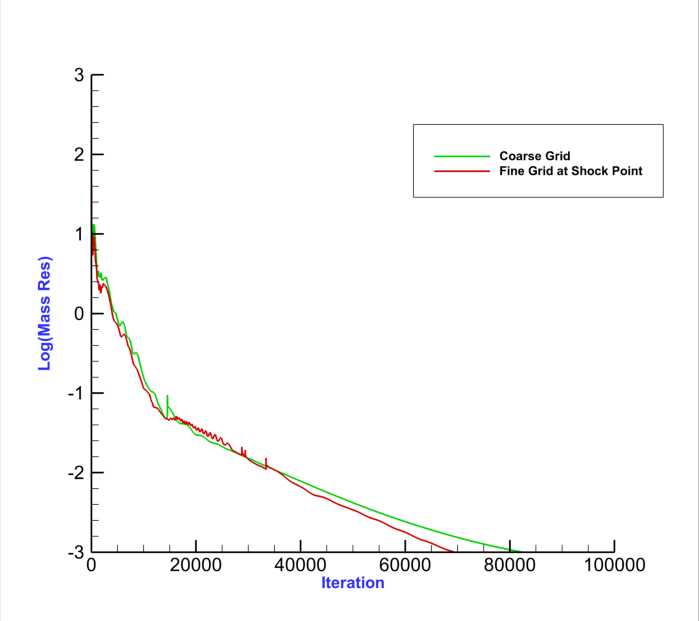 3
2
1
0
-1
-2
-3
Log(Mass Res)
Coarse Grid
Fine Grid at Shock Point
0 20000 40000 60000 80000 100000
Iteration